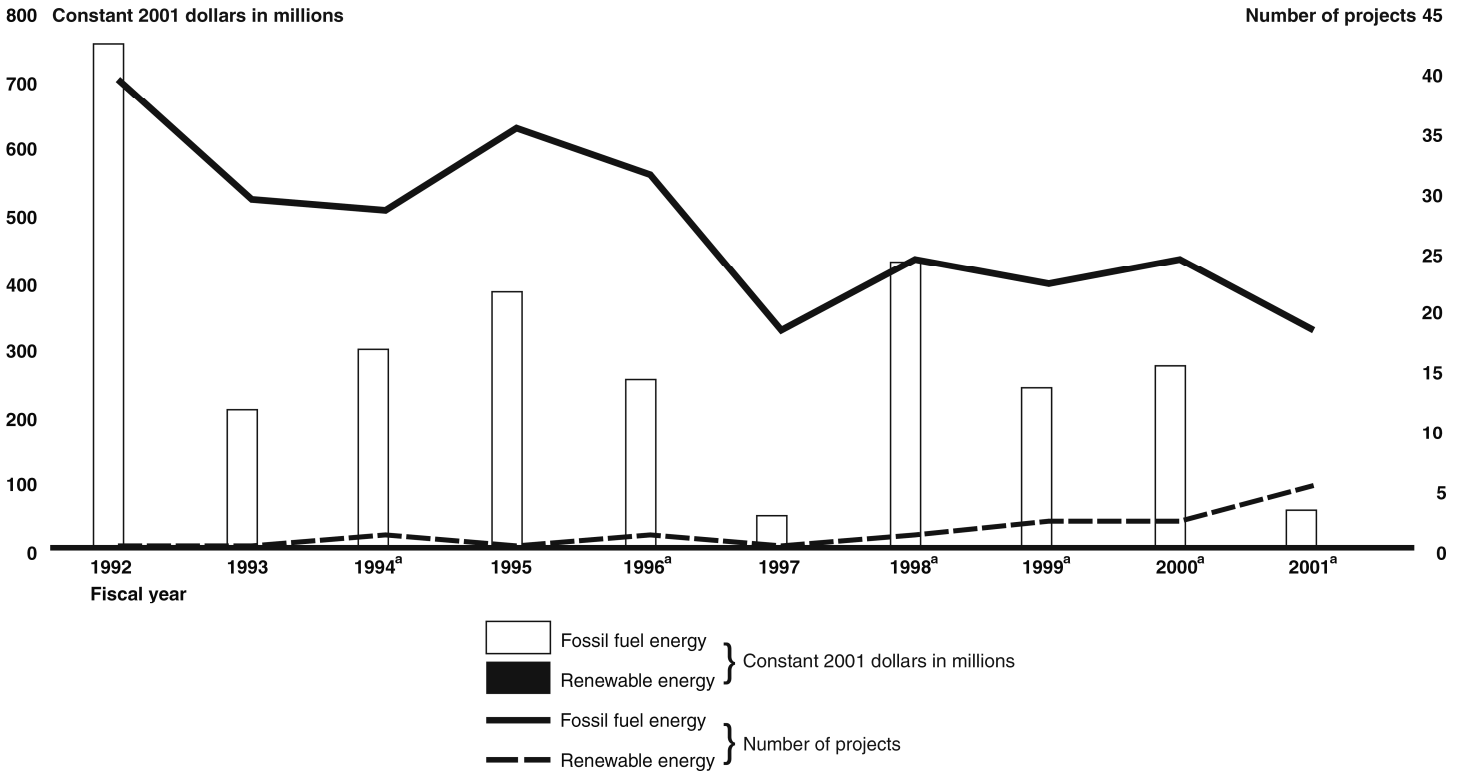 800 Constant 2001 dollars in millions Number of projects 45
700 40
600 35
500 30
400 25
300 20
200 15
100 10
0 5
0
1992 1993 1994a 1995 1996a 1997 1998a 1999a 2000a 2001a
Fiscal year
Fossil fuel energy
Renewable energy
} Constant 2001 dollars in millions
Fossil fuel energy
Renewable energy
} Number of projects